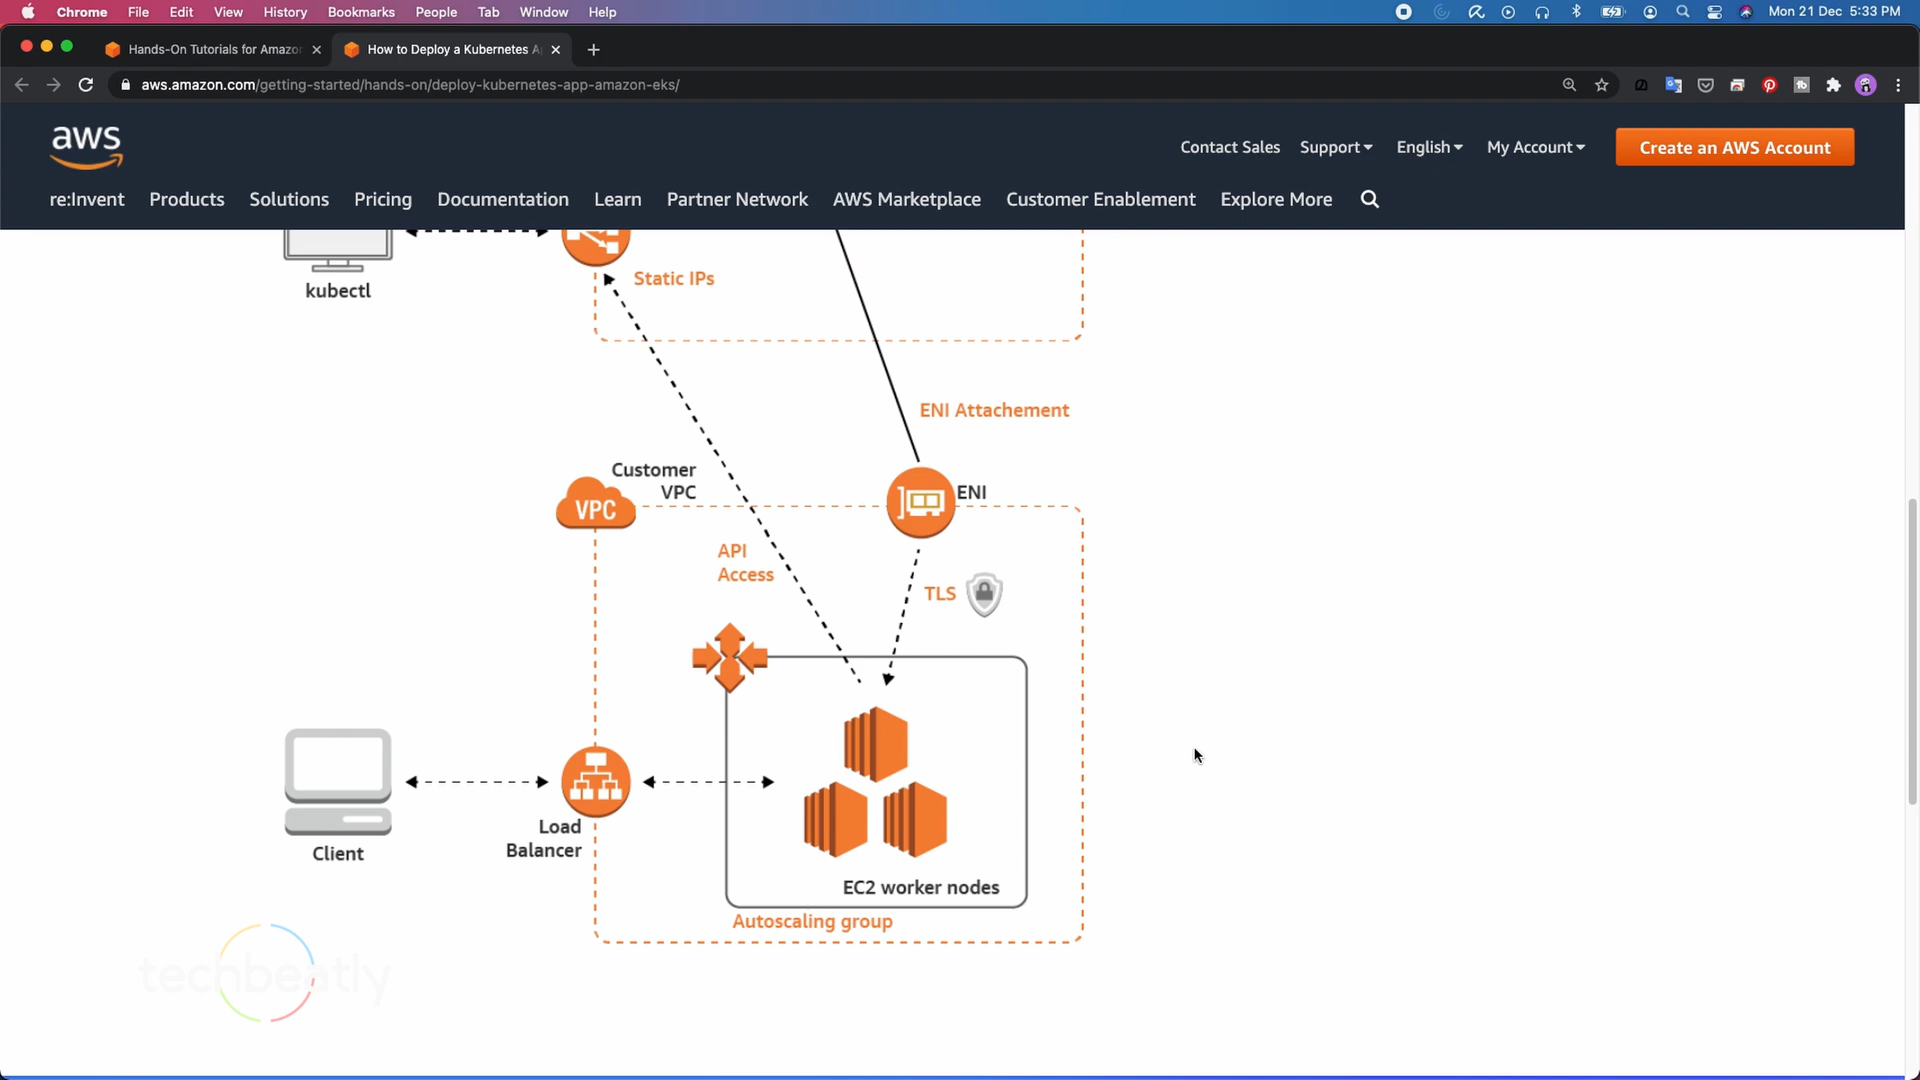 Chrome File Edit View History Bookmarks People Tab Window Help Mon 21 Dec 5:33 PM
Hands-On Tutorials for Amazon How to Deploy a Kubernetes A
aws.amazon.com/getting-started/hands-on/deploy-kubernetes-app-amazon-eks/
aws
Contact Sales Support English My Account Create an AWS Account
re:Invent Products Solutions Pricing Documentation Learn Partner Network AWS Marketplace Customer Enablement Explore More
Static IPs
kubectl
ENI Attachement
Customer
VPC
VPC
ENI
API
Access
TLS
Load
Balancer
Client
EC2 worker nodes
Autoscaling group
techbeatly